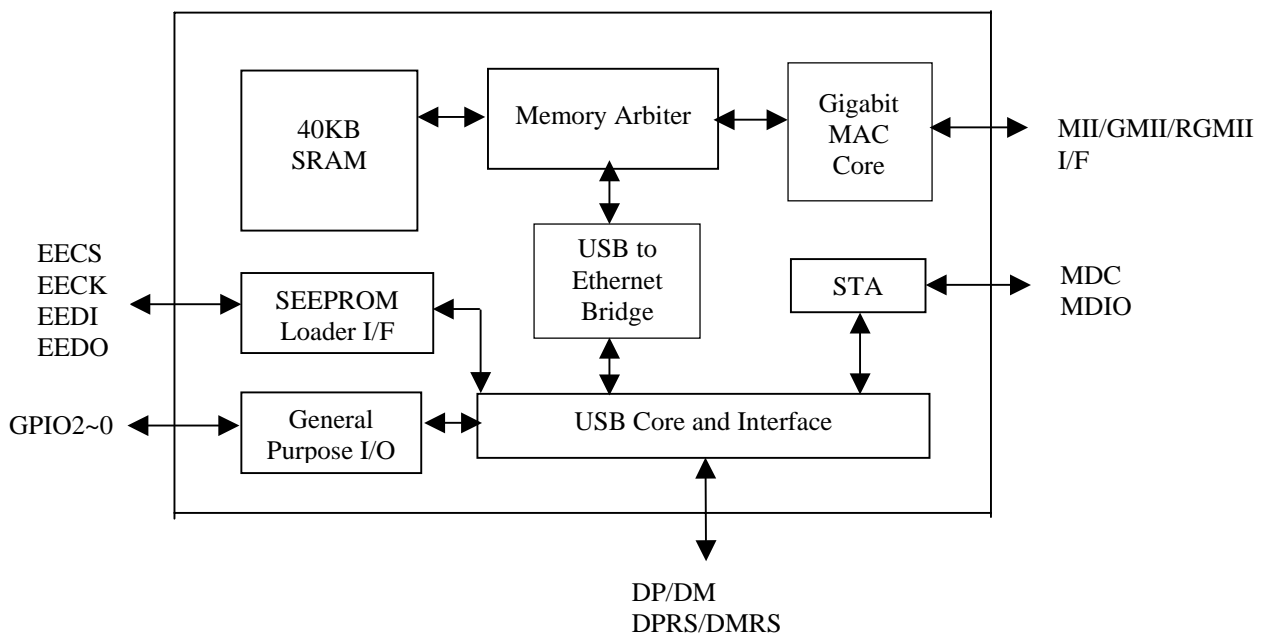 40KB
SRAM
Memory Arbiter
Gigabit
MAC
Core
MII/GMII/RGMII
I/F
EECS
EECK
EEDI
EEDO
SEEPROM
Loader I/F
USB to
Ethernet
Bridge
STA
MDC
MDIO
GPIO2~0
General
Purpose I/O
USB Core and Interface
DP/DM
DPRS/DMRS